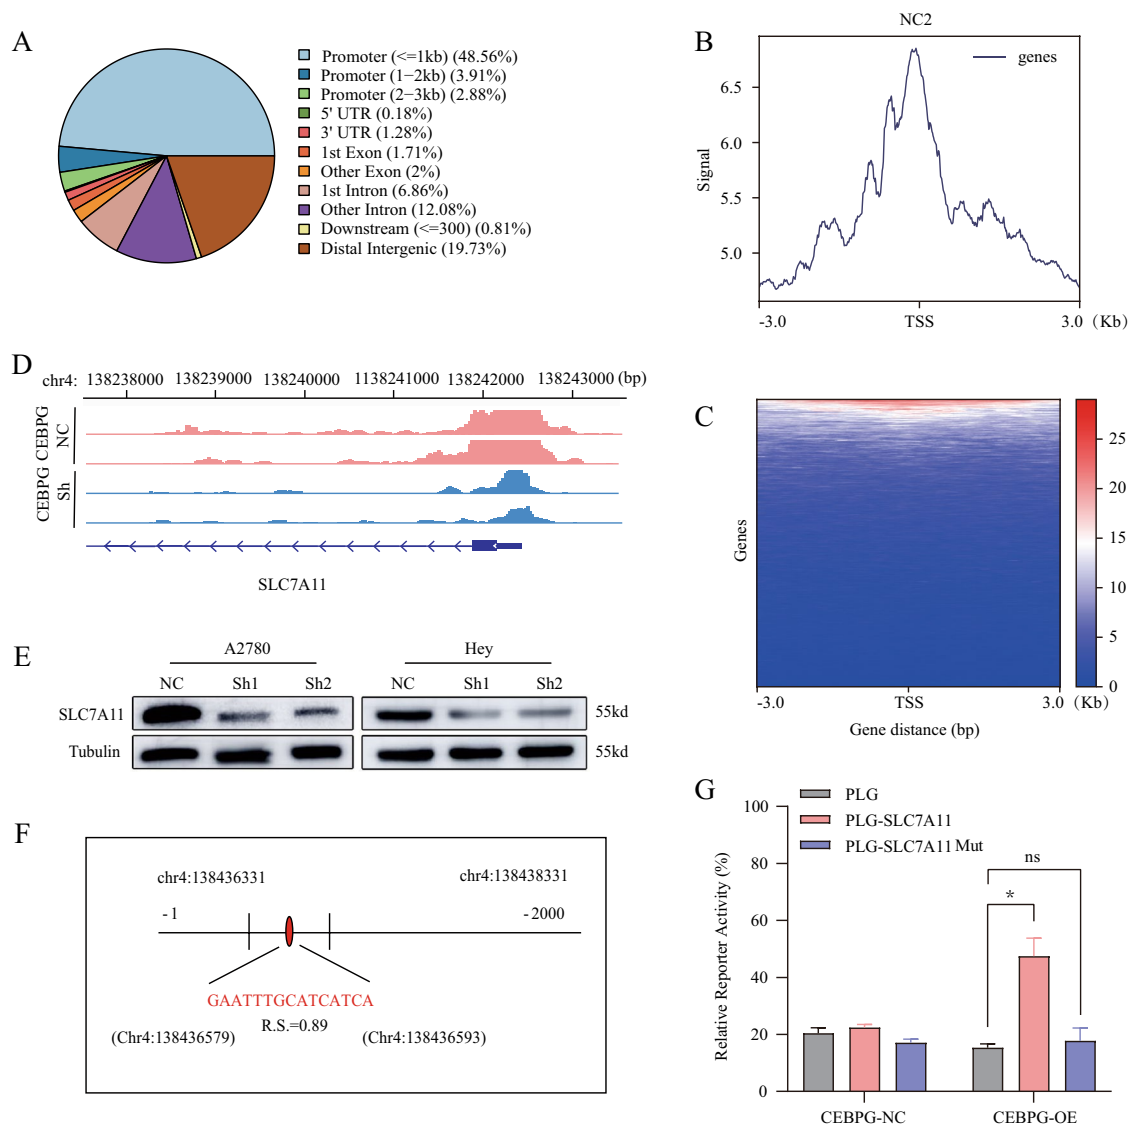 A
Promoter (<=1kb) (48.56%)
Promoter (1−2kb) (3.91%)
Promoter (2−3kb) (2.88%)
5' UTR (0.18%)
3' UTR (1.28%)
1st Exon (1.71%)
Other Exon (2%)
1st Intron (6.86%)
Other Intron (12.08%)
Downstream (<=300) (0.81%)
Distal Intergenic (19.73%)
B
NC2
genes
Signal
6.5
6.0
5.5
5.0
-3.0 TSS 3.0 (Kb)
D
chr4: 138238000 138239000 138240000 1138241000 138242000 138243000 (bp)
CEBPG
NC
CEBPG
Sh
SLC7A11
C
Genes
25
20
15
10
5
0
-3.0 TSS 3.0 (Kb)
Gene distance (bp)
E
A2780 Hey
NC Sh1 Sh2 NC Sh1 Sh2
SLC7A11 55kd
Tubulin 55kd
F
chr4:138436331 chr4:138438331
-1 -2000
GAATTTGCATCATCA
R.S.=0.89
(Chr4:138436579) (Chr4:138436593)
G
PLG
PLG-SLC7A11
PLG-SLC7A11 Mut
Relative Reporter Activity (%)
100
80
60
40
20
0
ns
*
CEBPG-NC CEBPG-OE